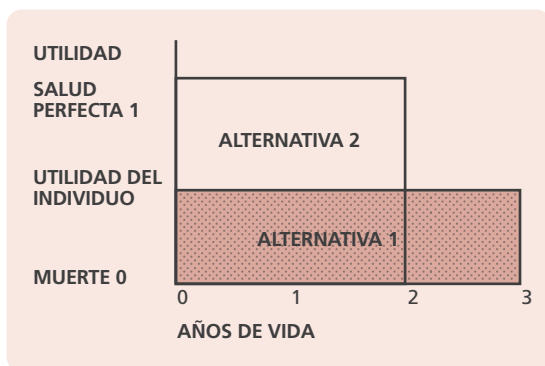 UTILIDAD
SALUD
PERFECTA 1
ALTERNATIVA 2
UTILIDAD DEL
INDIVIDUO
ALTERNATIVA 1
MUERTE 0
0 1 2 3
AÑOS DE VIDA